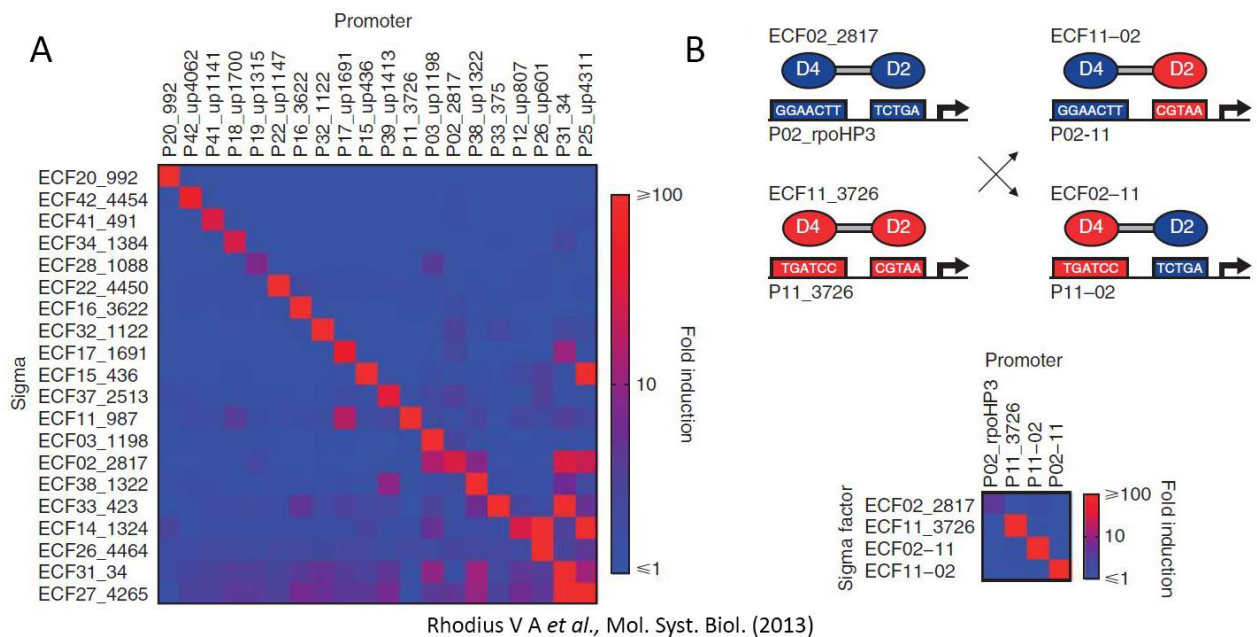 A
Promoter
P20_992
P42_up4062
P41_up1141
P18_up1700
P19_up1315
P22_up1147
P16_3622
P32_1122
P17_up1691
P15_up436
P39_up1413
P11_3726
P03_up1198
P02_2817
P38_up1322
P33_375
P12_up807
P26_up601
P31_34
P25_up4311
Sigma
ECF20_992
ECF42_4454
ECF41_491
ECF34_1384
ECF28_1088
ECF22_4450
ECF16_3622
ECF32_1122
ECF17_1691
ECF15_436
ECF37_2513
ECF11_987
ECF03_1198
ECF02_2817
ECF38_1322
ECF33_423
ECF14_1324
ECF26_4464
ECF31_34
ECF27_4265
≥100
10
≤1
Fold induction
B
ECF02_2817
D4 D2
GGAACTT TCTGA
P02_rpoHP3
ECF11–02
D4 D2
GGAACTT CGTAA
P02-11
ECF11_3726
D4 D2
TGATCC CGTAA
P11_3726
ECF02–11
D4 D2
TGATCC TCTGA
P11–02
Promoter
P02_rpoHP3
P11_3726
P11-02
P02-11
Sigma factor
ECF02_2817
ECF11_3726
ECF02–11
ECF11–02
≥100
10
≤1
Fold induction
Rhodius V A et al., Mol. Syst. Biol. (2013)